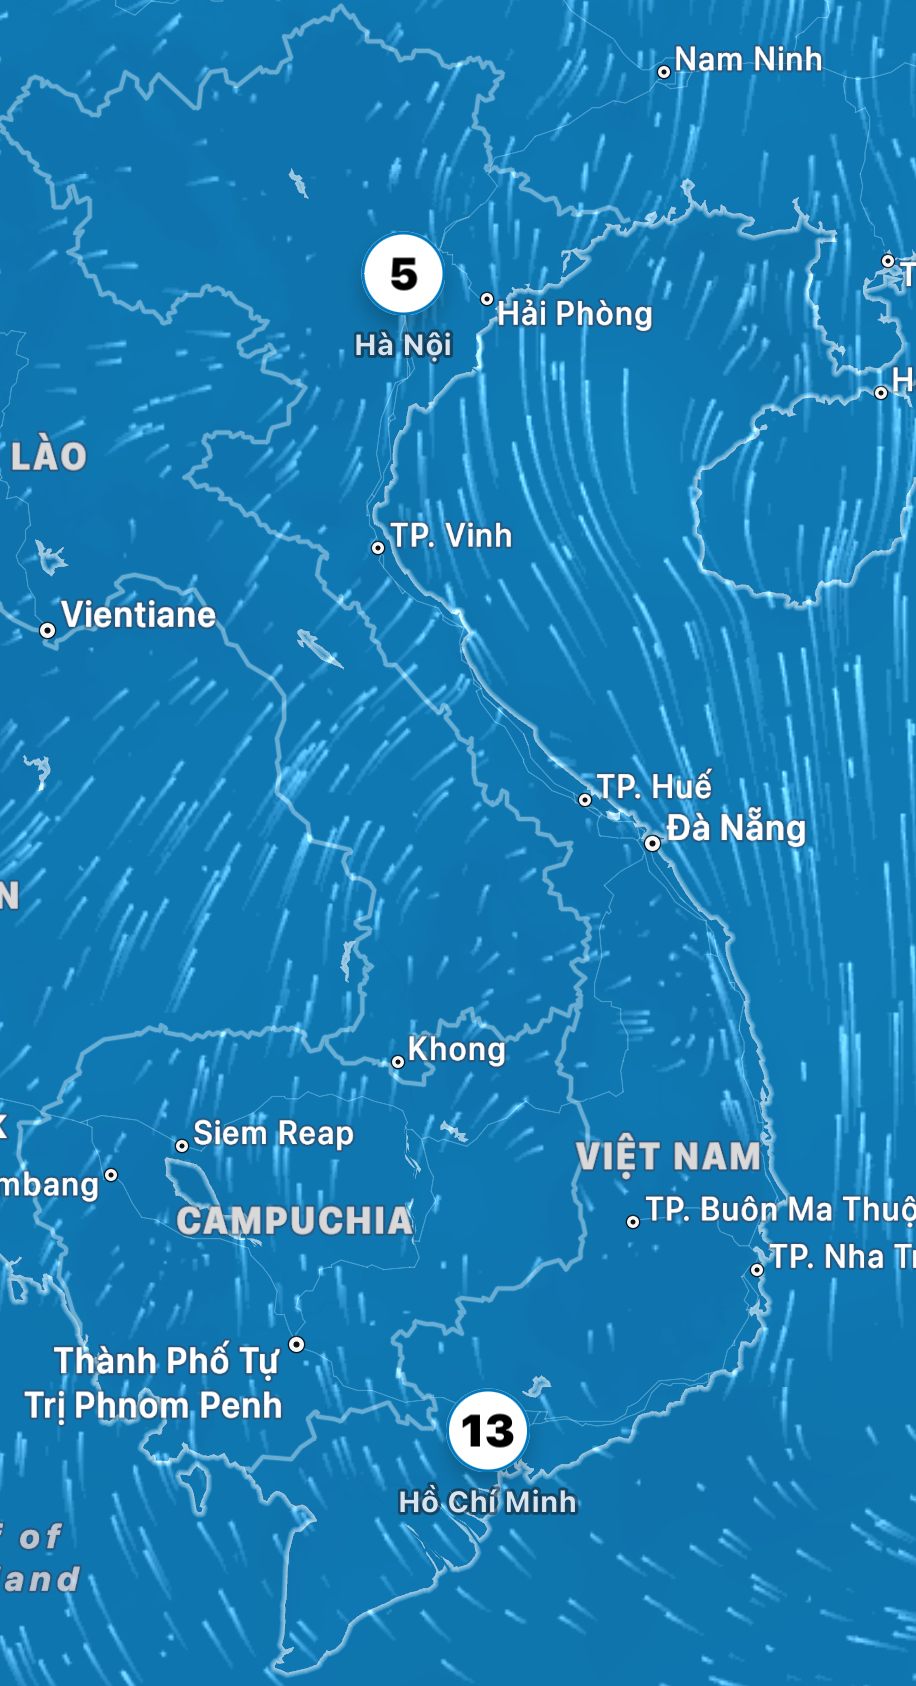 Nam Ninh
5
Hải Phòng
Hà Nội
LÀO
TP. Vinh
Vientiane
TP. Huế
Đà Nẵng
N
Khong
Siem Reap
mbang
VIỆT NAM
CAMPUCHIA
TP. Buôn Ma Thuộ
TP. Nha Tr
Thành Phố Tự
Trị Phnom Penh
13
Hồ Chí Minh
f of
land